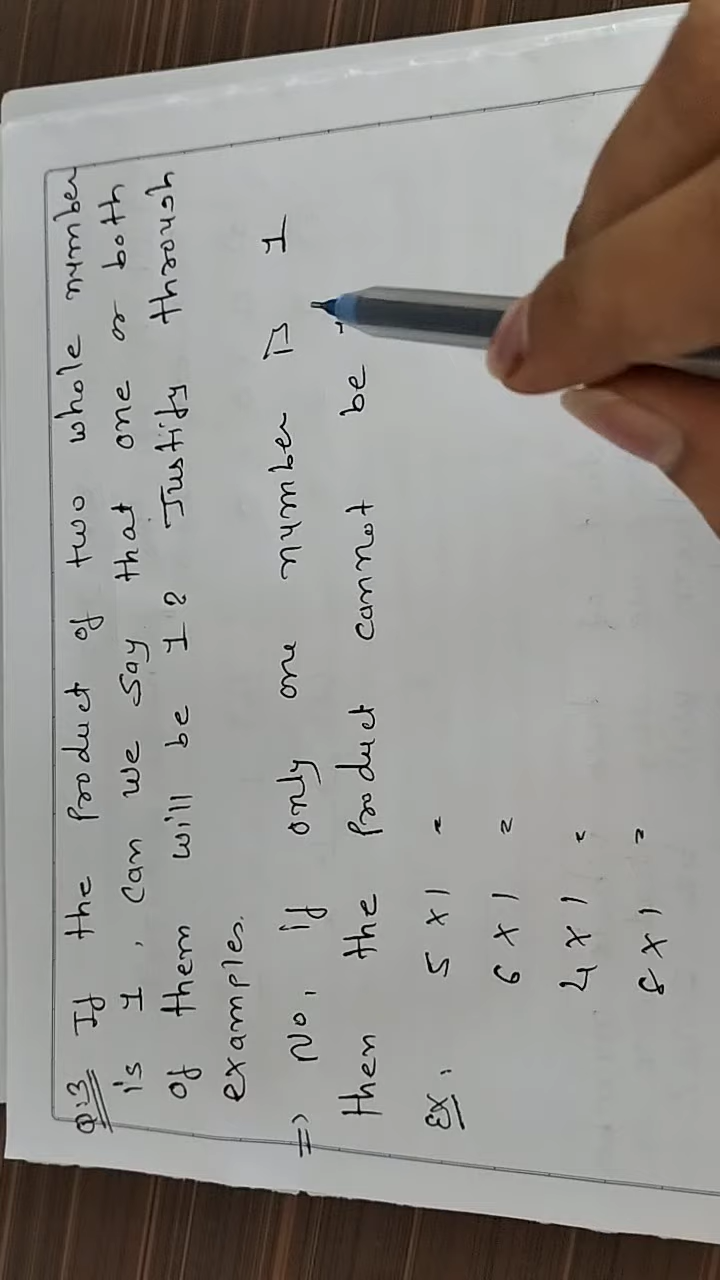 Q:3 If the product of two whole number
is 1, can we say that one or both
of them will be 1? Justify through
examples.
=> No, if only one number is 1
then the product cannot be
Ex. 5 x 1 =
6 x 1 =
4 x 1 =
8 x 1 =